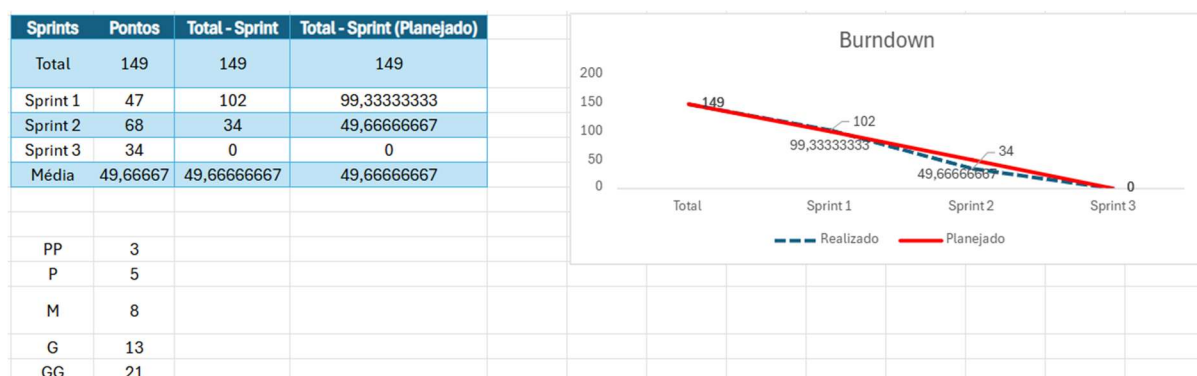 Sprints Pontos Total - Sprint Total - Sprint (Planejado)
Total 149 149 149
Sprint 1 47 102 99,33333333
Sprint 2 68 34 49,66666667
Sprint 3 34 0 0
Média 49,66667 49,66666667 49,66666667
PP 3
P 5
M 8
G 13
GG 21
Burndown
200
150
100
50
0
149
102
99,33333333
34
49,66666667
0
Total Sprint 1 Sprint 2 Sprint 3
Realizado Planejado